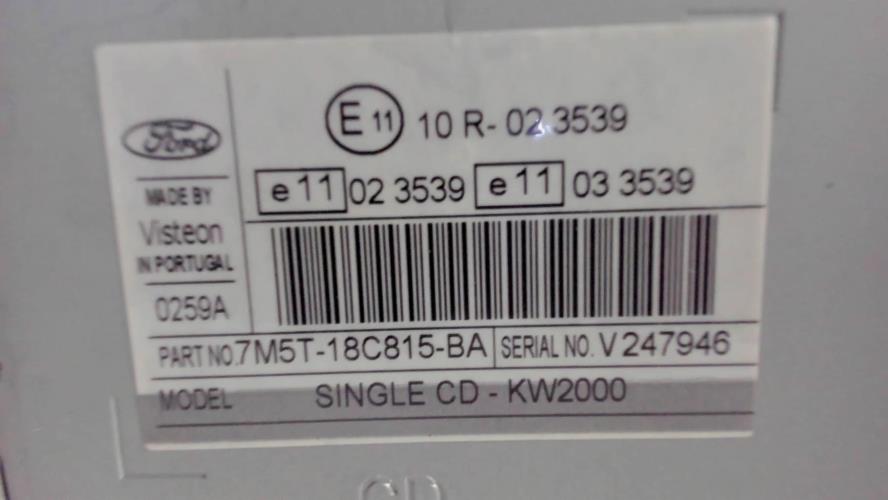 Ford
E 11 10 R- 02 3539
e 11 02 3539 e 11 03 3539
MADE BY
Visteon
IN PORTUGAL
0259A
PART NO. 7M5T-18C815-BA SERIAL NO. V 247946
MODEL SINGLE CD - KW2000
CD